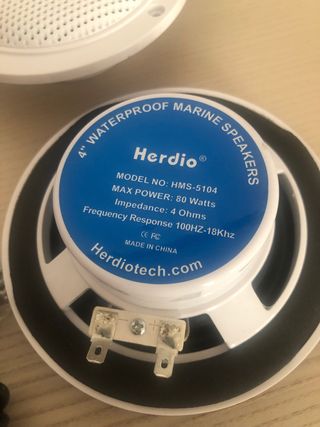 4" WATERPROOF MARINE SPEAKERS
Herdio®
MODEL NO: HMS-5104
MAX POWER: 80 Watts
Impedance: 4 Ohms
Frequency Response 100HZ-18Khz
CE FC
MADE IN CHINA
Herdiotech.com